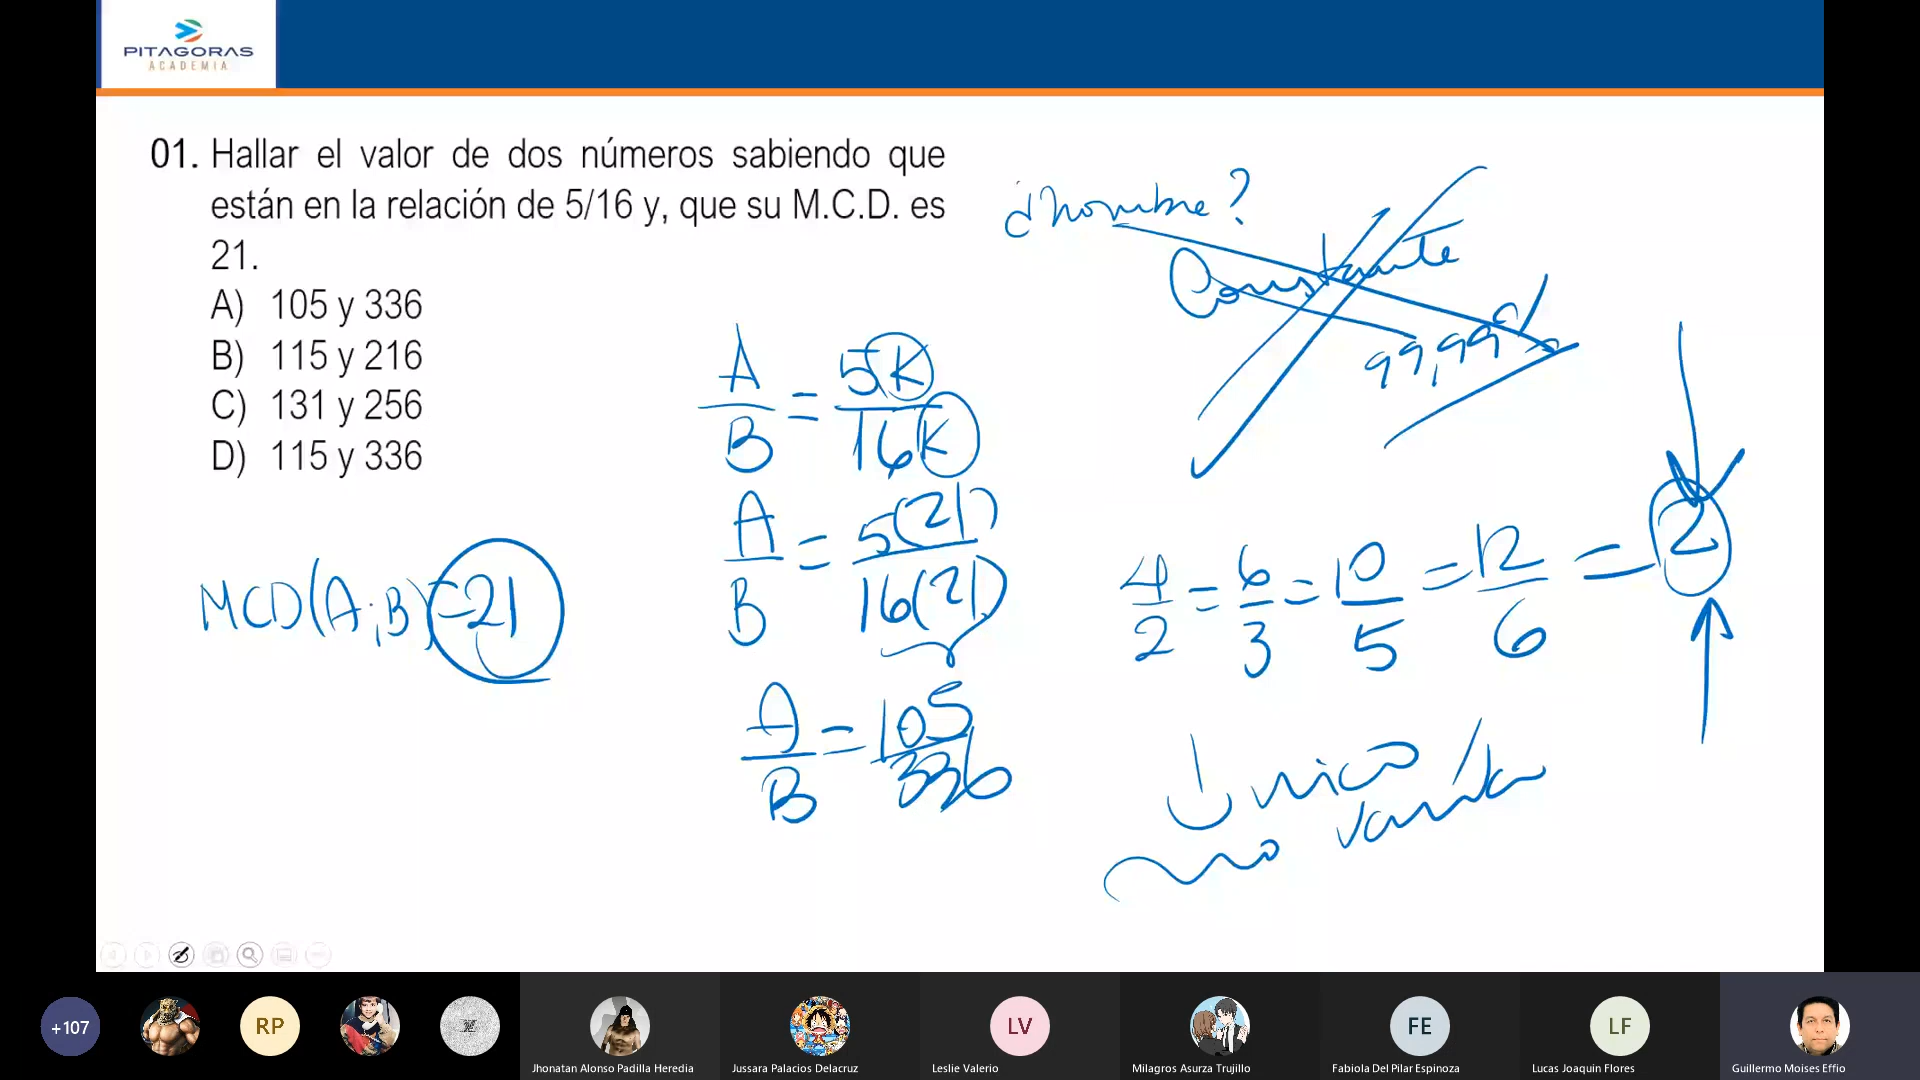 PITAGORAS
ACADEMIA
01. Hallar el valor de dos números sabiendo que
están en la relación de 5/16 y, que su M.C.D. es
21.
A) 105 y 336
B) 115 y 216
C) 131 y 256
D) 115 y 336
MCD(A;B)=21
A/B = 5K/16K
A/B = 5(21)/16(21)
A/B = 105/336
¿nombre?
Constante
99,999
4/2 = 6/3 = 10/5 = 12/6 = 2
Unico
no varía
+107
RP
LV
FE
LF
Jhonatan Alonso Padilla Heredia
Jussara Palacios Delacruz
Leslie Valerio
Milagros Asurza Trujillo
Fabiola Del Pilar Espinoza
Lucas Joaquin Flores
Guillermo Moises Effio